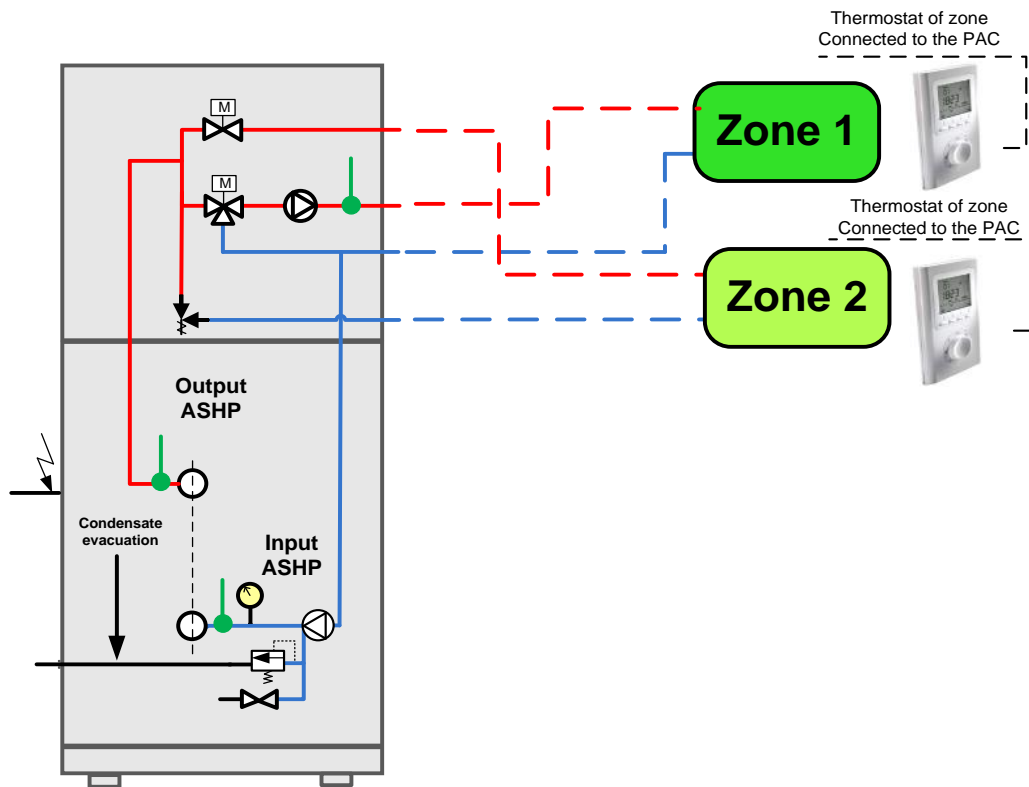 Thermostat of zone
Connected to the PAC
M
Zone 1
M
Thermostat of zone
Connected to the PAC
Zone 2
Output
ASHP
Condensate
evacuation
Input
ASHP